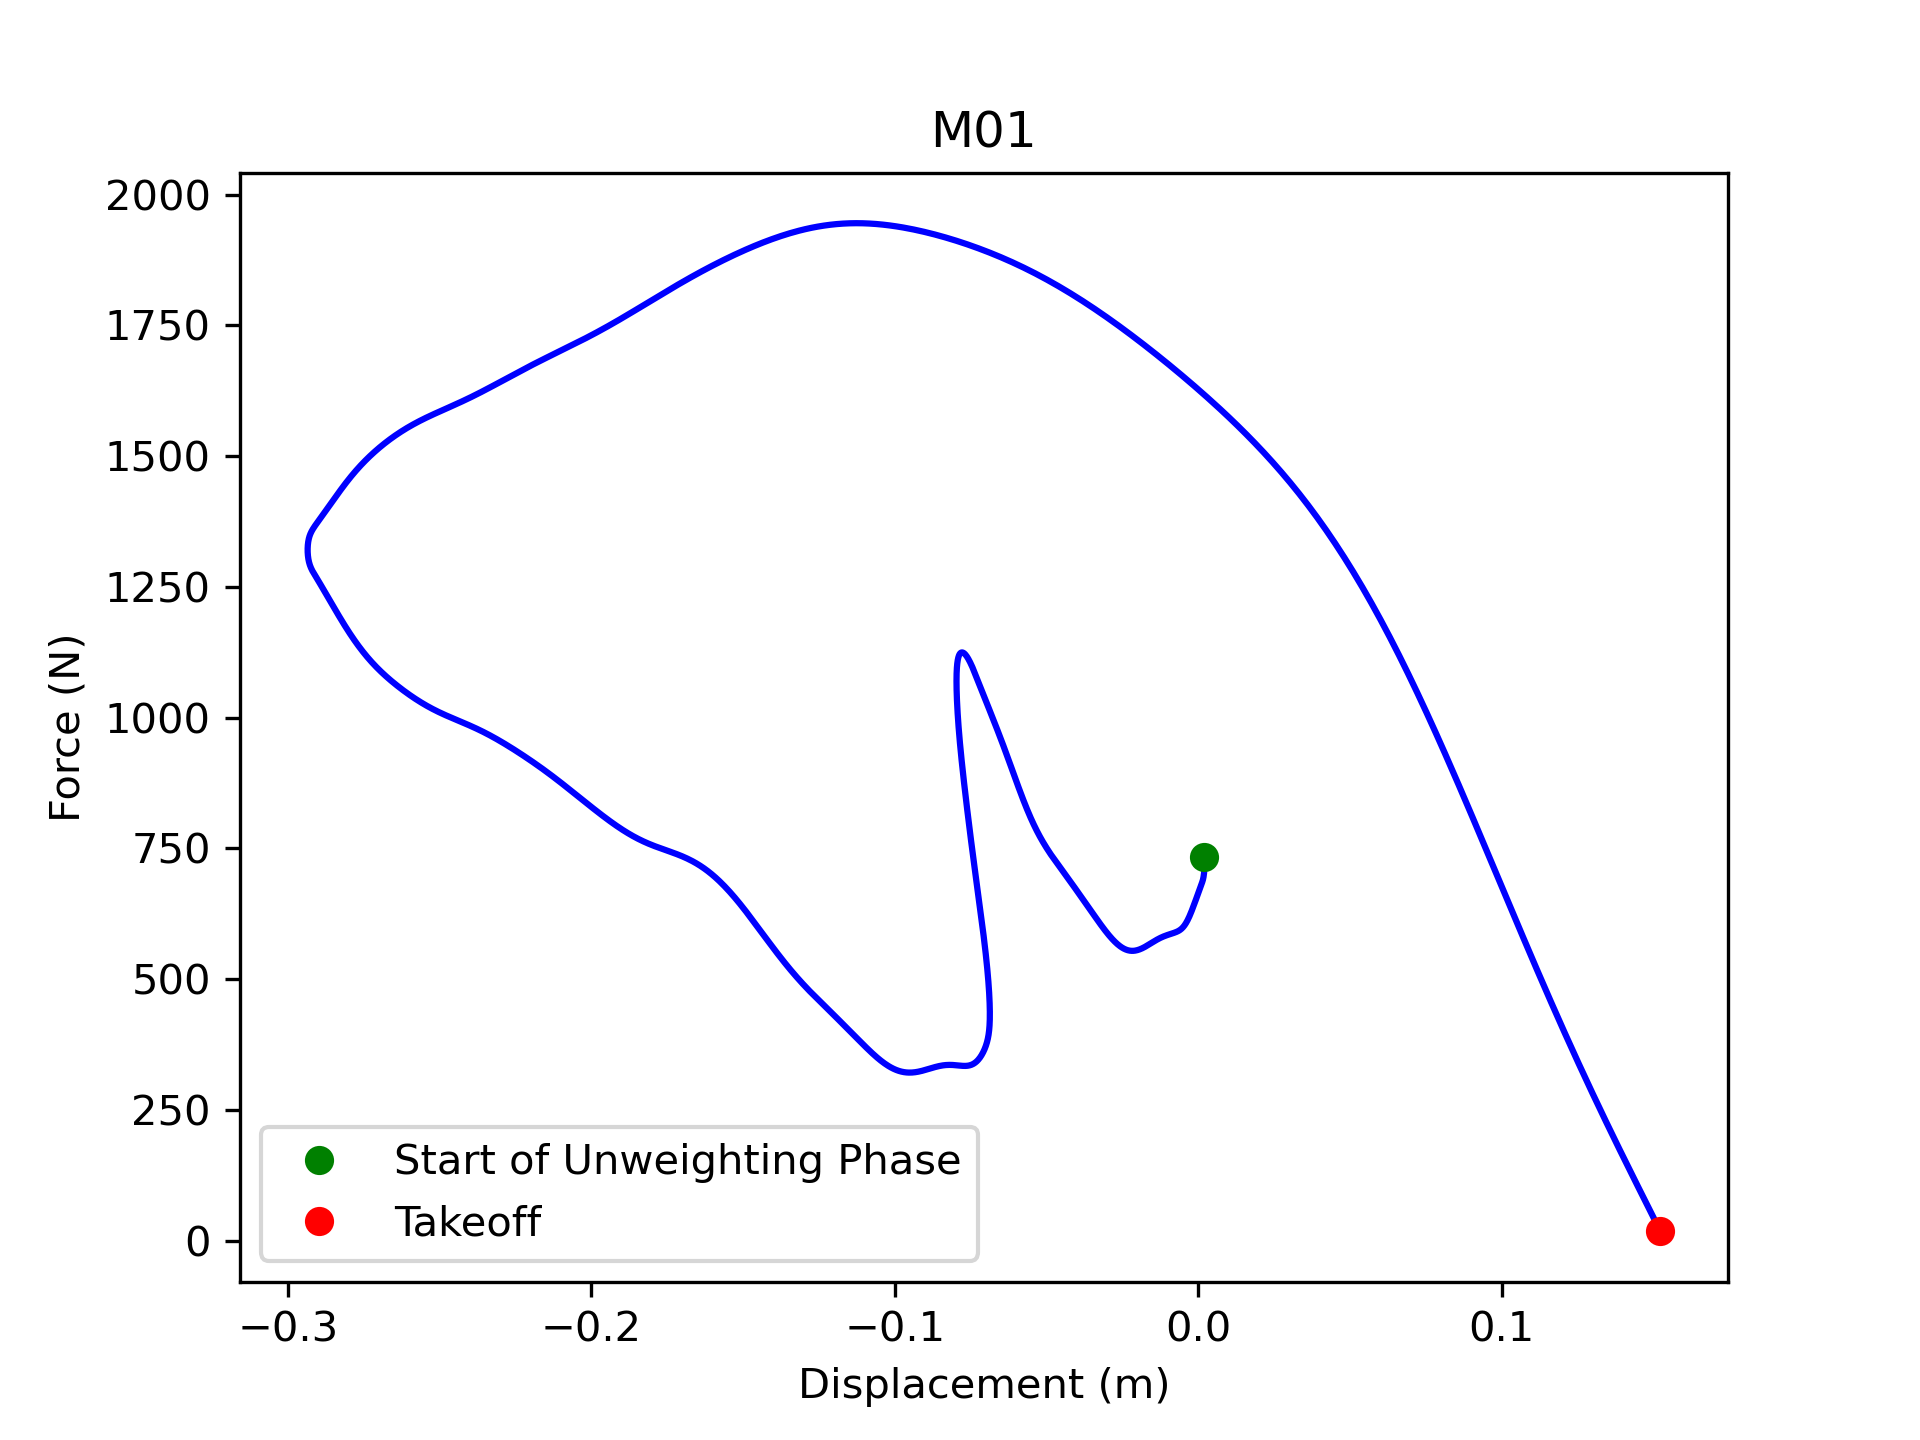 M01
2000
1750
1500
1250
1000
750
500
250
0
Force (N)
Start of Unweighting Phase
Takeoff
−0.3 −0.2 −0.1 0.0 0.1
Displacement (m)